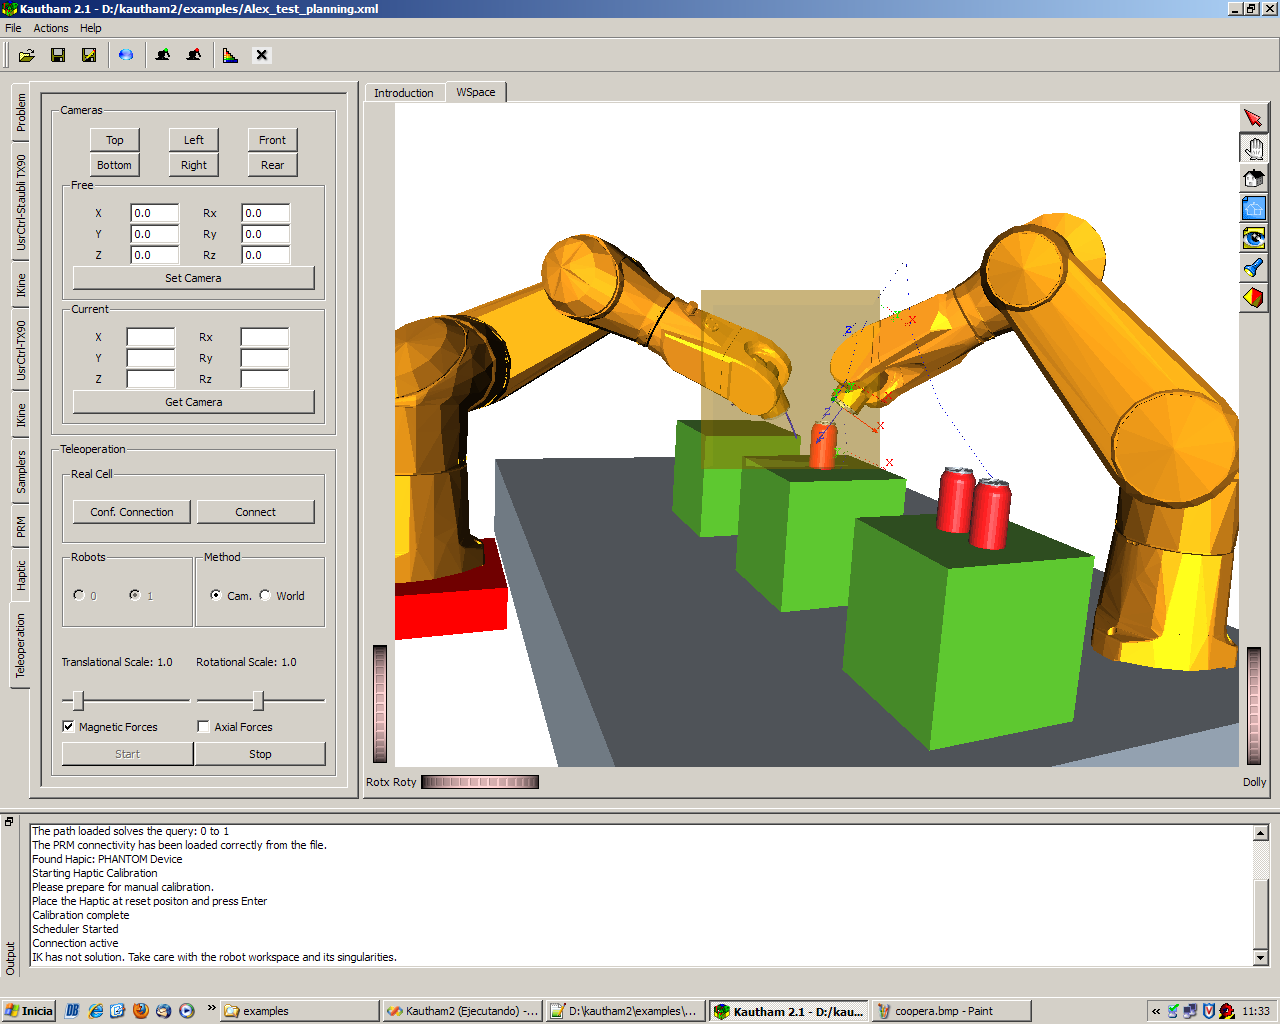 Kautham 2.1 - D:/kautham2/examples/Alex_test_planning.xml
File Actions Help
Problem
UsrCtrl-Staubli TX90
IKine
UsrCtrl-TX90
IKine
Samplers
PRM
Haptic
Teleoperation
Cameras
Top Left Front
Bottom Right Rear
Free
X 0.0 Rx 0.0
Y 0.0 Ry 0.0
Z 0.0 Rz 0.0
Set Camera
Current
X Rx
Y Ry
Z Rz
Get Camera
Teleoperation
Real Cell
Conf. Connection Connect
Robots Method
0 1 Cam. World
Translational Scale: 1.0 Rotational Scale: 1.0
Magnetic Forces Axial Forces
Start Stop
Introduction WSpace
Z
X
X
Z
X
Z
X
Rotx Roty Dolly
Output
The path loaded solves the query: 0 to 1
The PRM connectivity has been loaded correctly from the file.
Found Hapic: PHANTOM Device
Starting Haptic Calibration
Please prepare for manual calibration.
Place the Haptic at reset positon and press Enter
Calibration complete
Scheduler Started
Connection active
IK has not solution. Take care with the robot workspace and its singularities.
Inicia » examples Kautham2 (Ejecutando) -... D:\kautham2\examples\... Kautham 2.1 - D:/kau... coopera.bmp - Paint « 11:33